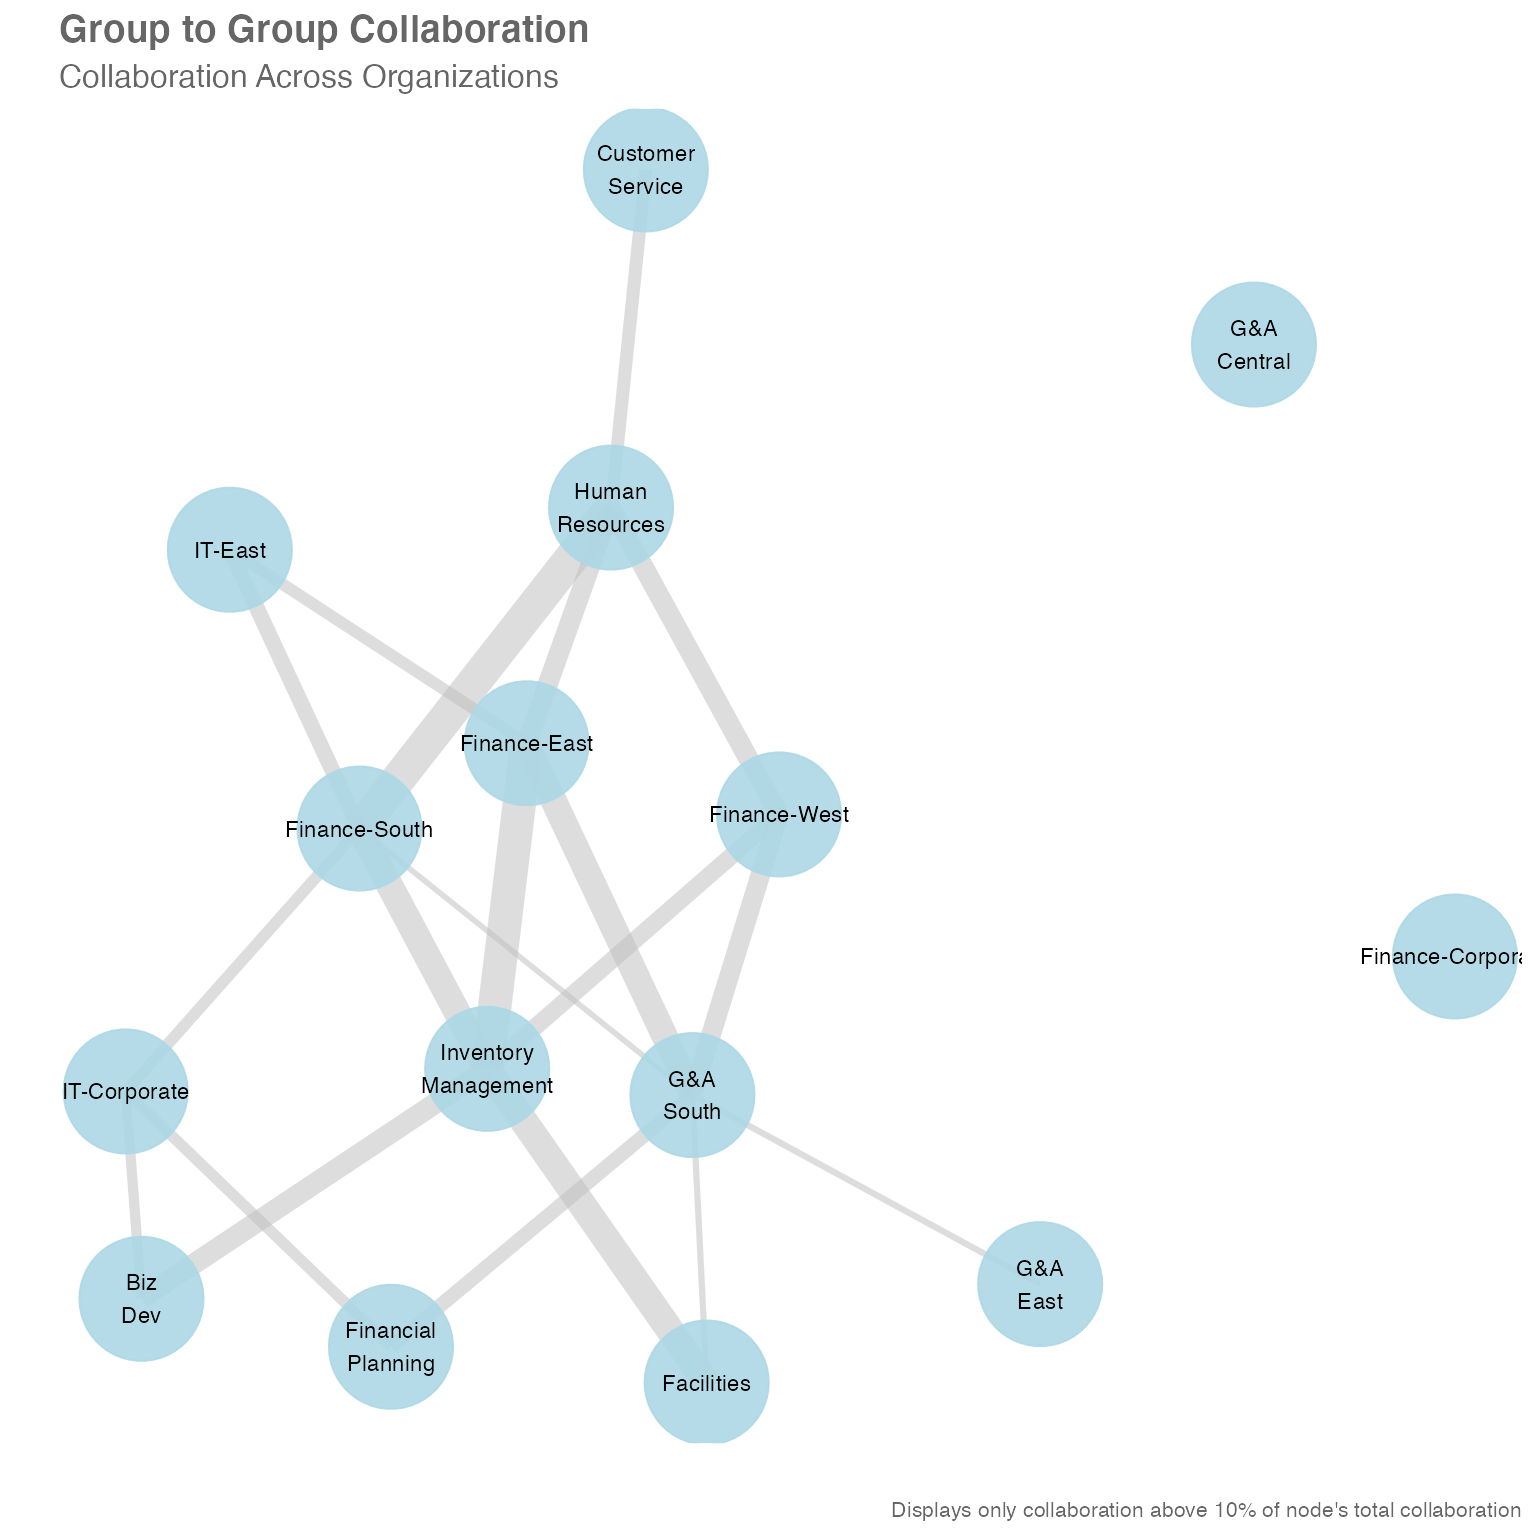 Group to Group Collaboration
Collaboration Across Organizations
Customer
Service
G&A
Central
Human
Resources
IT-East
Finance-East
Finance-West
Finance-South
Finance-Corpora
Inventory
Management
G&A
South
IT-Corporate
G&A
East
Biz
Dev
Financial
Planning
Facilities
Displays only collaboration above 10% of node's total collaboration